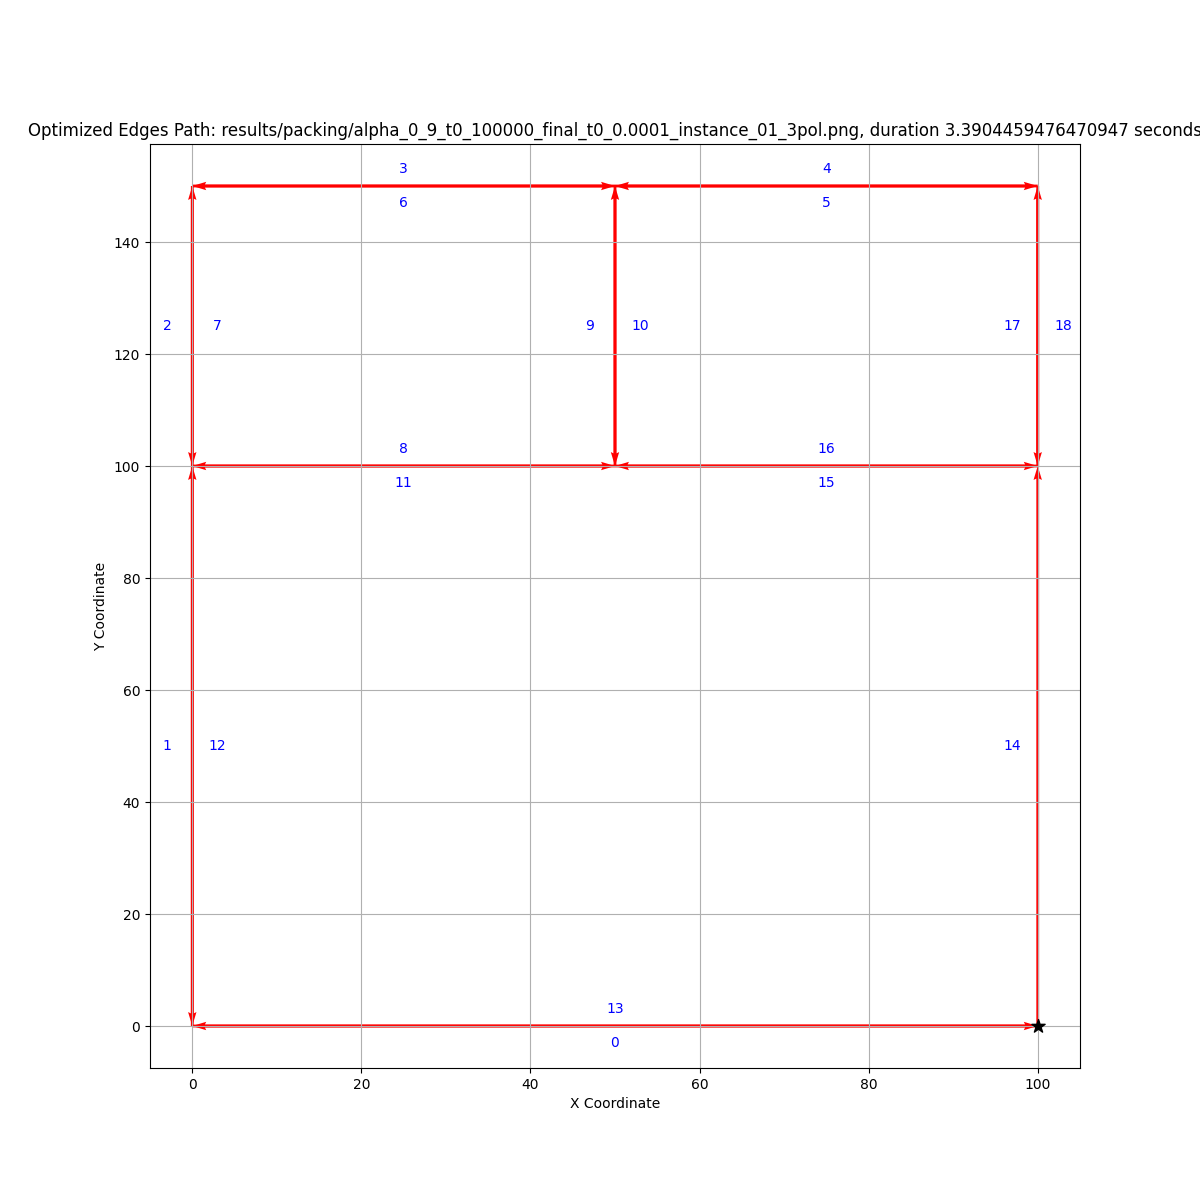 Optimized Edges Path: results/packing/alpha_0_9_t0_100000_final_t0_0.0001_instance_01_3pol.png, duration 3.3904459476470947 seconds
3 4
6 5
140
2 7 9 10 17 18
120
8 16
100
11 15
80
Y Coordinate
60
1 12 14
40
20
13
0
0
0 20 40 60 80 100
X Coordinate